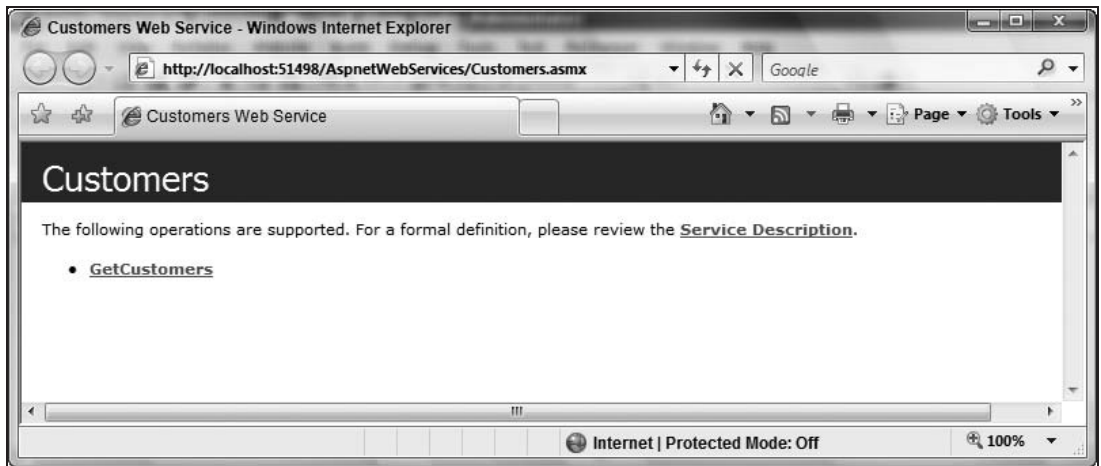 Customers Web Service - Windows Internet Explorer
http://localhost:51498/AspnetWebServices/Customers.asmx
Google
Customers Web Service
Page
Tools
Customers
The following operations are supported. For a formal definition, please review the Service Description.
• GetCustomers
Internet | Protected Mode: Off
100%